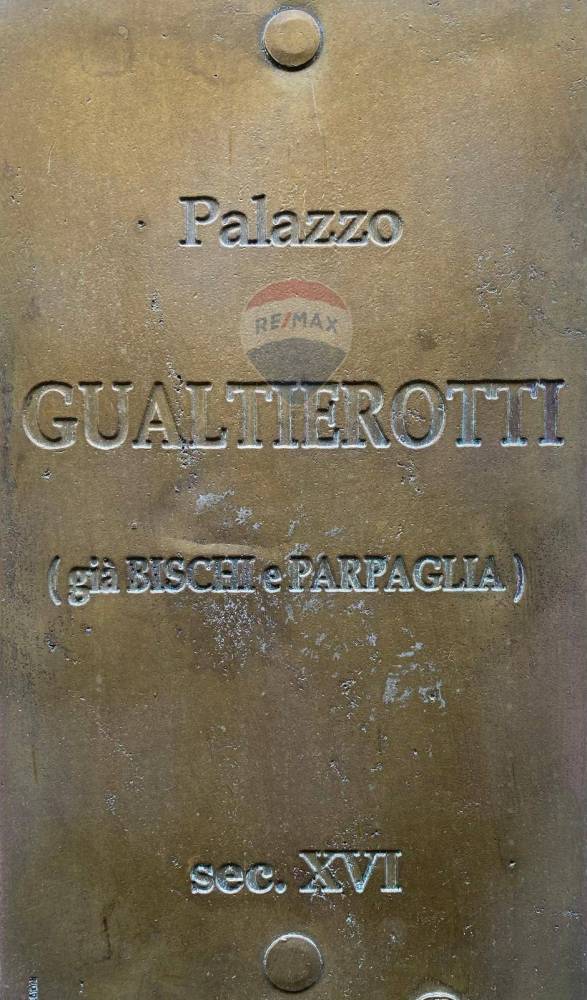 Palazzo
RE/MAX
GUALTIEROTTI
( già BISCHI e PARPAGLIA )
sec. XVI